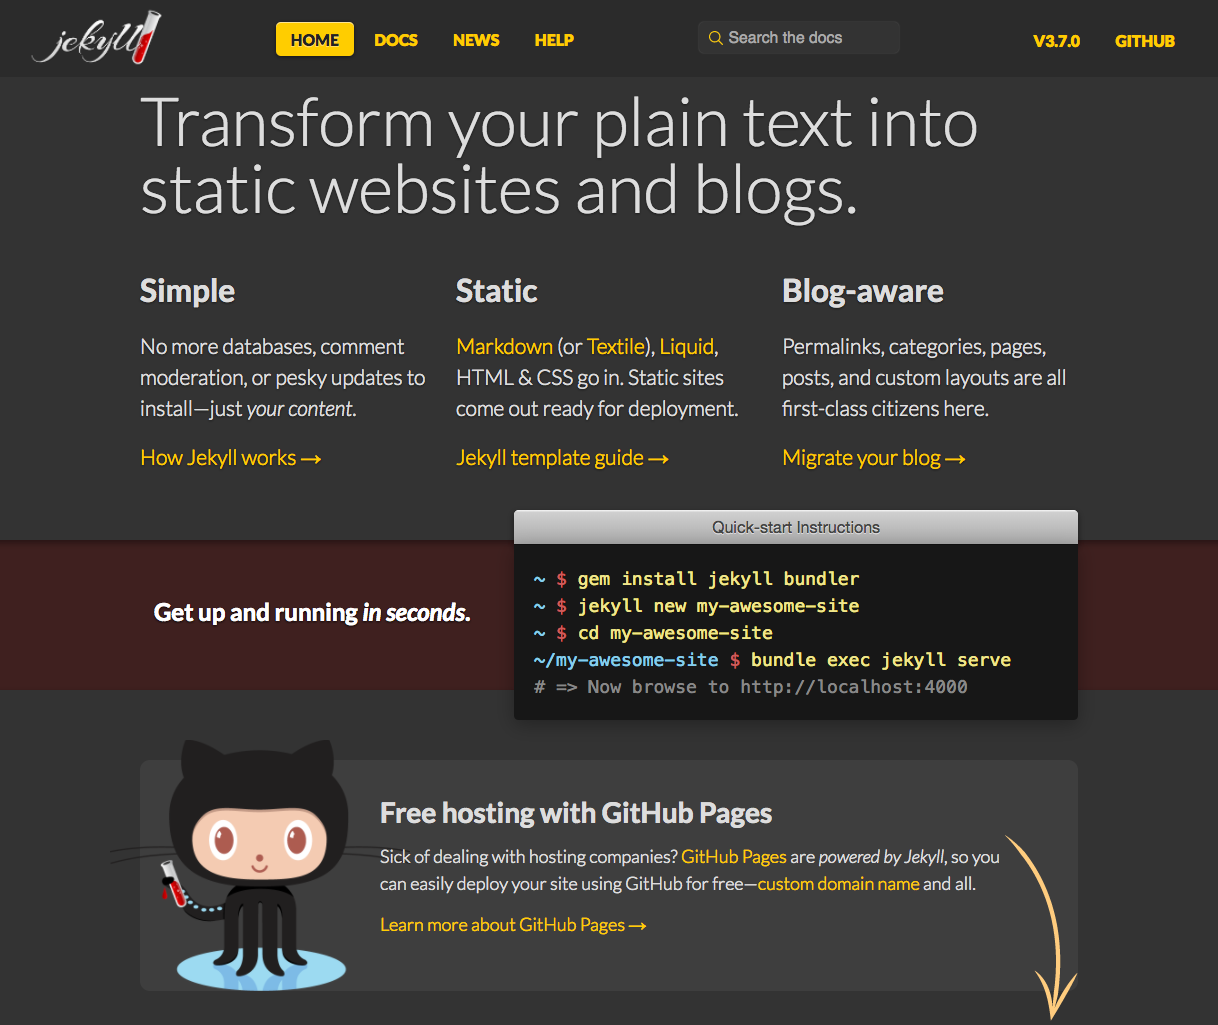 jekyll
HOME DOCS NEWS HELP
Search the docs
V3.7.0 GITHUB
Transform your plain text into
static websites and blogs.
Simple
No more databases, comment
moderation, or pesky updates to
install—just your content.
How Jekyll works →
Static
Markdown (or Textile), Liquid,
HTML & CSS go in. Static sites
come out ready for deployment.
Jekyll template guide →
Blog-aware
Permalinks, categories, pages,
posts, and custom layouts are all
first-class citizens here.
Migrate your blog →
Get up and running in seconds.
Quick-start Instructions
~ $ gem install jekyll bundler
~ $ jekyll new my-awesome-site
~ $ cd my-awesome-site
~/my-awesome-site $ bundle exec jekyll serve
# => Now browse to http://localhost:4000
Free hosting with GitHub Pages
Sick of dealing with hosting companies? GitHub Pages are powered by Jekyll, so you
can easily deploy your site using GitHub for free—custom domain name and all.
Learn more about GitHub Pages →